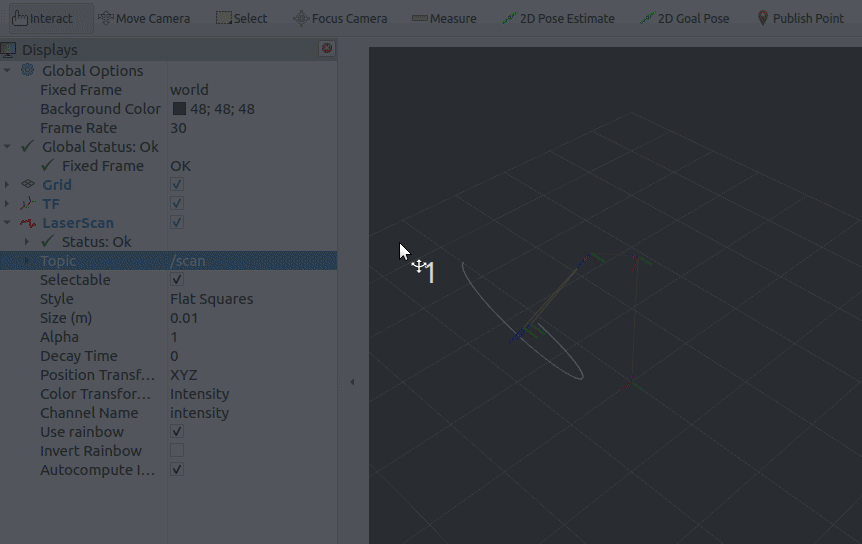 Interact Move Camera Select Focus Camera Measure 2D Pose Estimate 2D Goal Pose Publish Point
Displays
Global Options
Fixed Frame world
Background Color 48; 48; 48
Frame Rate 30
Global Status: Ok
Fixed Frame OK
Grid
TF
LaserScan
Status: Ok
Topic /scan
Selectable
Style Flat Squares
Size (m) 0.01
Alpha 1
Decay Time 0
Position Transf... XYZ
Color Transfor... Intensity
Channel Name intensity
Use rainbow
Invert Rainbow
Autocompute I...
1